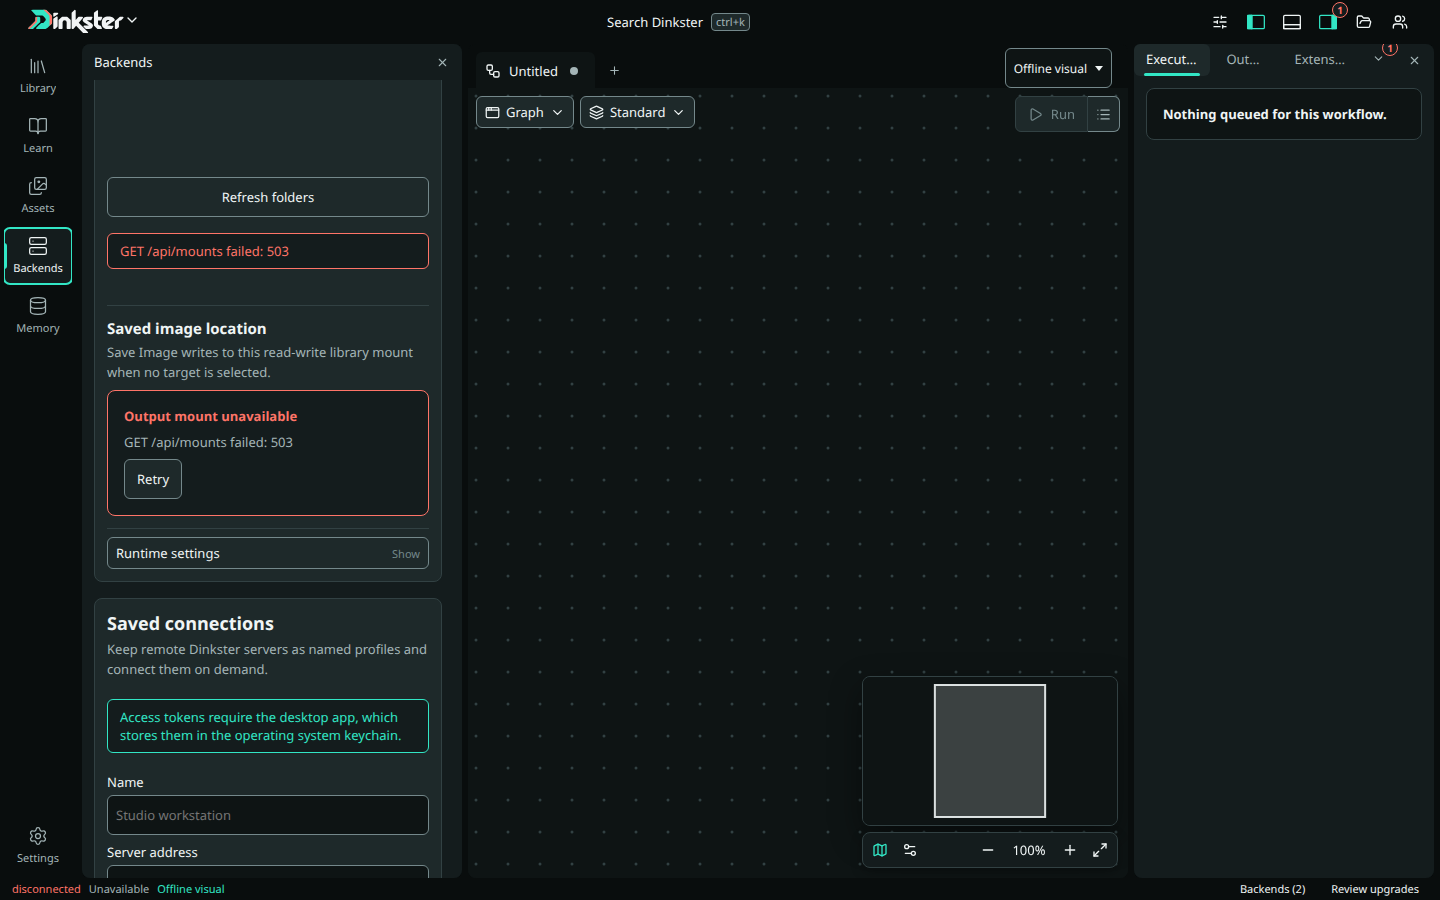 Dinkster
Search Dinkster ctrl+k
1
Library
Learn
Assets
Backends
Memory
Settings
Backends
Refresh folders
GET /api/mounts failed: 503
Saved image location
Save Image writes to this read-write library mount
when no target is selected.
Output mount unavailable
GET /api/mounts failed: 503
Retry
Runtime settings Show
Saved connections
Keep remote Dinkster servers as named profiles and
connect them on demand.
Access tokens require the desktop app, which
stores them in the operating system keychain.
Name
Studio workstation
Server address
Untitled
Offline visual
Graph
Standard
Run
100%
Execut... Out... Extens... 1
Nothing queued for this workflow.
disconnected Unavailable Offline visual
Backends (2) Review upgrades